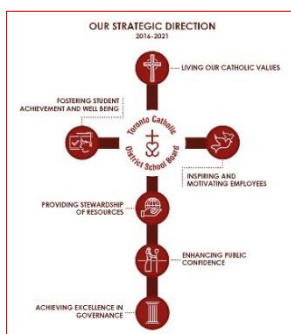 OUR STRATEGIC DIRECTION
2016-2021
LIVING OUR CATHOLIC VALUES
FOSTERING STUDENT
ACHIEVEMENT AND WELL BEING
Toronto Catholic
District School Board
INSPIRING AND
MOTIVATING EMPLOYEES
PROVIDING STEWARDSHIP
OF RESOURCES
ENHANCING PUBLIC
CONFIDENCE
ACHIEVING EXCELLENCE IN
GOVERNANCE